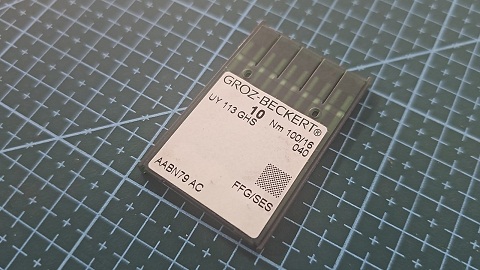 GROZ-BECKERT®
10
UY 113 GHS Nm 100/16
040
FFG/SES
AABN79 AC